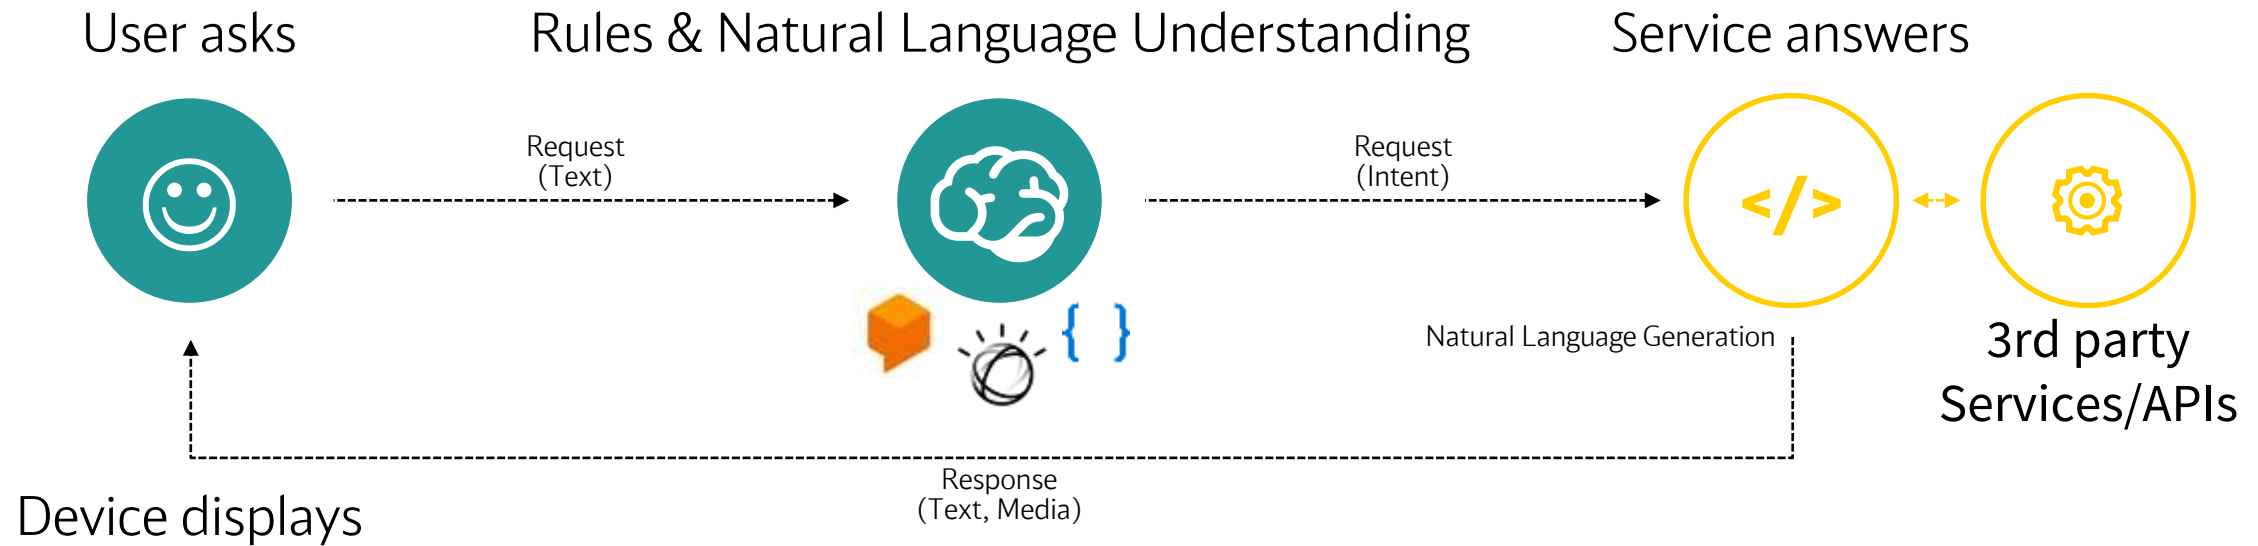 User asks
Rules & Natural Language Understanding
Service answers
Request
(Text)
Request
(Intent)
</>
{ }
Natural Language Generation
3rd party
Services/APIs
Response
(Text, Media)
Device displays